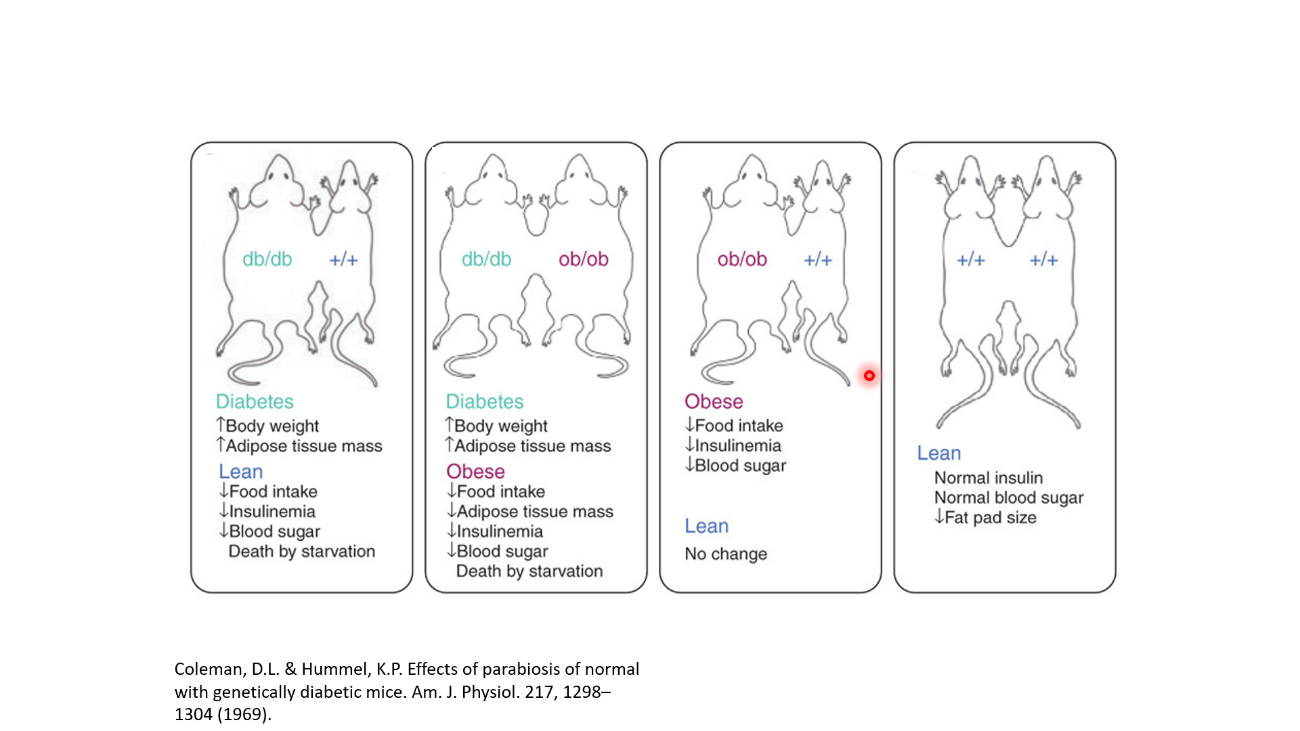 db/db
+/+
Diabetes
↑Body weight
↑Adipose tissue mass
Lean
↓Food intake
↓Insulinemia
↓Blood sugar
Death by starvation
db/db
ob/ob
Diabetes
↑Body weight
↑Adipose tissue mass
Obese
↓Food intake
↓Adipose tissue mass
↓Insulinemia
↓Blood sugar
Death by starvation
ob/ob
+/+
Obese
↓Food intake
↓Insulinemia
↓Blood sugar
Lean
No change
+/+
+/+
Lean
Normal insulin
Normal blood sugar
↓Fat pad size
Coleman, D.L. & Hummel, K.P. Effects of parabiosis of normal
with genetically diabetic mice. Am. J. Physiol. 217, 1298–
1304 (1969).